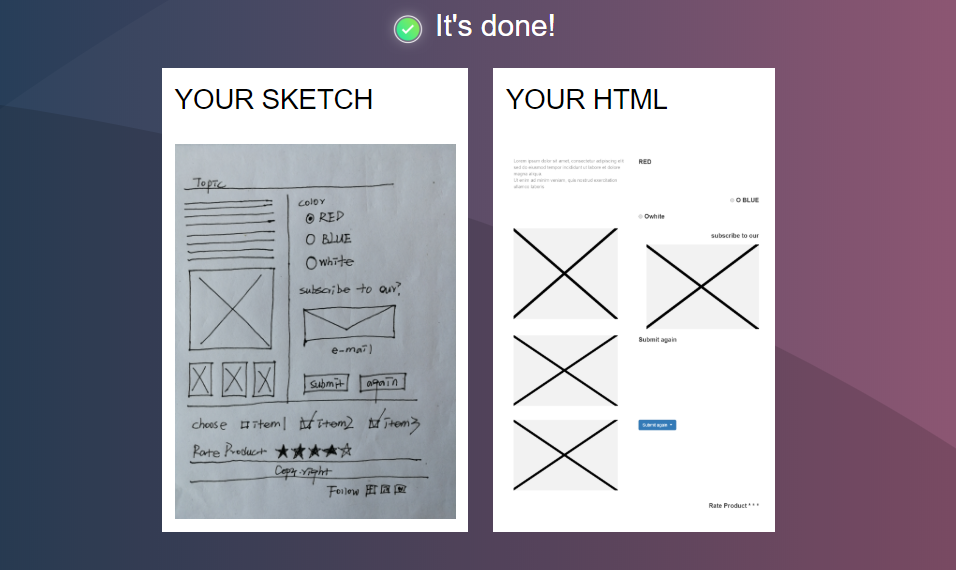 It's done!
YOUR SKETCH
Topic
color
RED
BLUE
white
subscribe to our?
e-mail
submit again
choose item1 item2 item3
Rate Product
Copy right
Follow
YOUR HTML
Lorem ipsum dolor sit amet, consectetur adipiscing elit
sed do eiusmod tempor incididunt ut labore et dolore
magna aliqua.
Ut enim ad minim veniam, quis nostrud exercitation
ullamco laboris
RED
O BLUE
Owhite
subscribe to our
Submit again
Submit again
Rate Product * * *